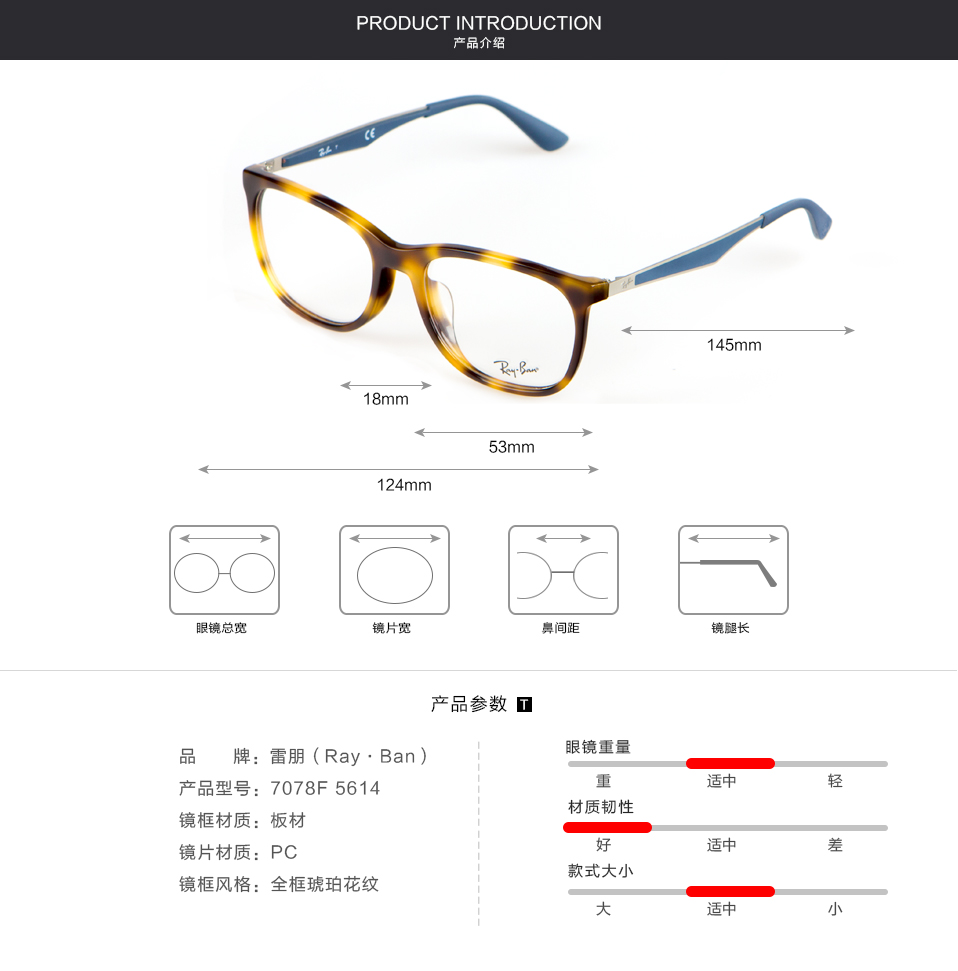 PRODUCT INTRODUCTION
产品介绍
CE
Ray-Ban
145mm
18mm
53mm
124mm
眼镜总宽
镜片宽
鼻间距
镜腿长
产品参数 T
品 牌：雷朋（Ray·Ban）
产品型号：7078F 5614
镜框材质：板材
镜片材质：PC
镜框风格：全框琥珀花纹
眼镜重量
重 适中 轻
材质韧性
好 适中 差
款式大小
大 适中 小